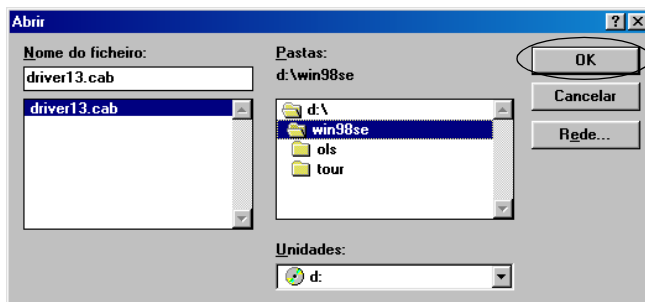 Abrir
Nome do ficheiro:
driver13.cab
driver13.cab
Pastas:
d:\win98se
d:\
win98se
ols
tour
Unidades:
d:
OK
Cancelar
Rede...